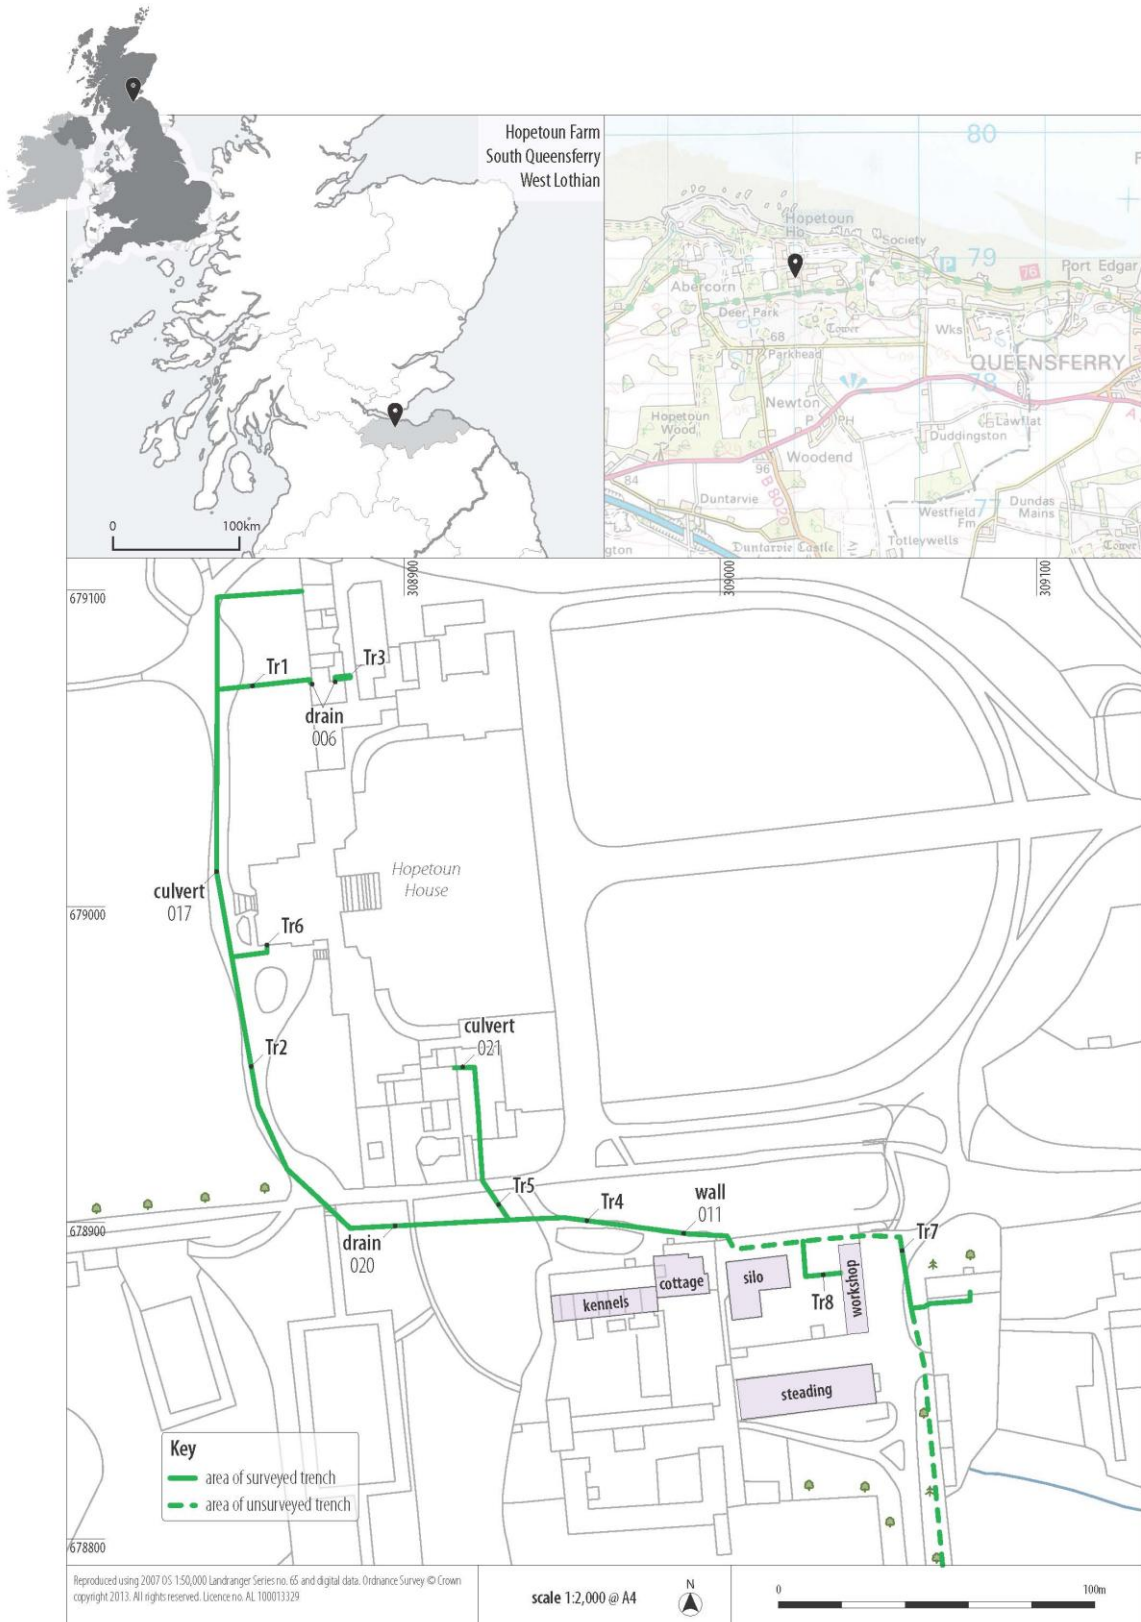 Hopetoun Farm
South Queensferry
West Lothian
0
100km
80
Hopetoun
Ho
Society
79
P
76
Port Edgar
Abercorn
Deer Park
68
Parkhead
Tower
Wks
QUEENSFERRY
78
Newton
P
PH
Hopetoun
Wood
Lawflat
Duddingston
Woodend
A
84
96
B 8020
Duntarvie
77
Westfield
Fm
Dundas
Mains
Totleywells
Duntarvie Castle
Tower
308900
309000
309100
679100
Tr1
Tr3
drain
006
Hopetoun
House
culvert
017
679000
Tr6
culvert
021
Tr2
Tr5
Tr4
wall
011
678900
Tr7
drain
020
cottage
silo
kennels
Tr8
workshop
steading
Key
area of surveyed trench
area of unsurveyed trench
678800
Reproduced using 2007 OS 1:50,000 Landranger Series no. 65 and digital data. Ordnance Survey © Crown
copyright 2013. All rights reserved. Licence no. AL 100013329
scale 1:2,000 @ A4
N
0
100m